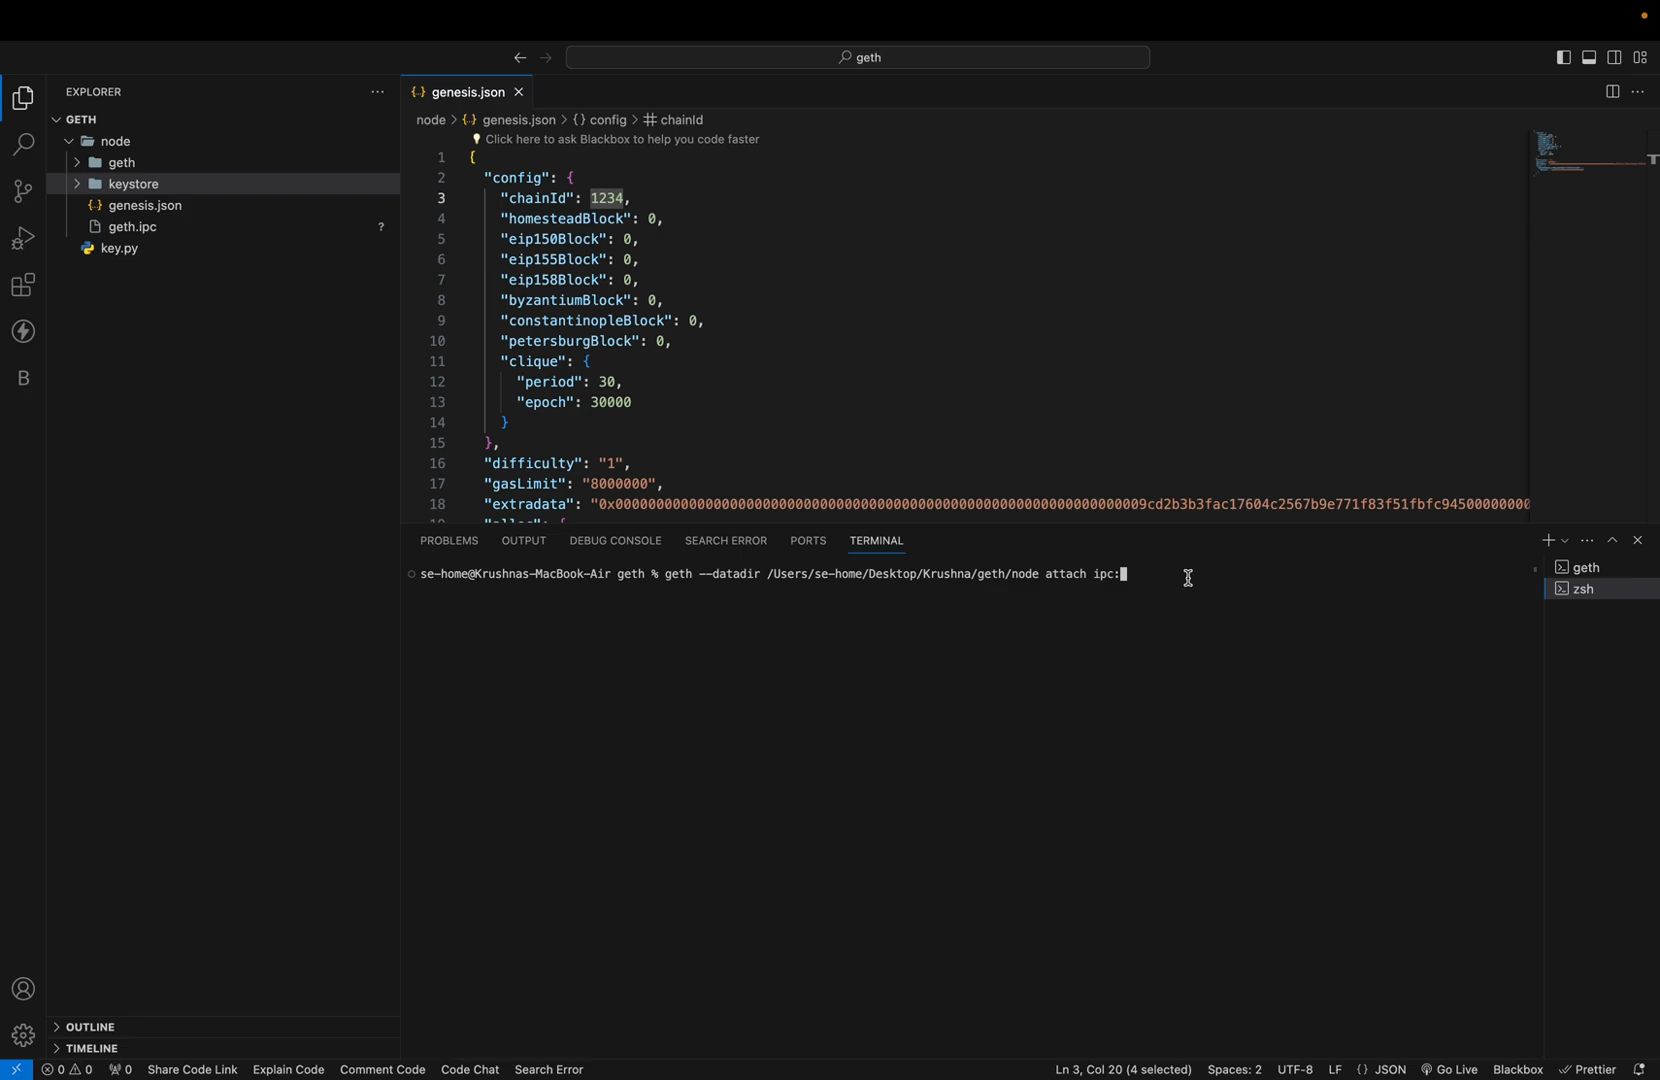 geth
EXPLORER
genesis.json
GETH
node > genesis.json > config > chainId
node
Click here to ask Blackbox to help you code faster
geth
keystore
genesis.json
geth.ipc ?
key.py
1 {
2 "config": {
3 "chainId": 1234,
4 "homesteadBlock": 0,
5 "eip150Block": 0,
6 "eip155Block": 0,
7 "eip158Block": 0,
8 "byzantiumBlock": 0,
9 "constantinopleBlock": 0,
10 "petersburgBlock": 0,
11 "clique": {
12 "period": 30,
13 "epoch": 30000
14 }
15 },
16 "difficulty": "1",
17 "gasLimit": "8000000",
B
PROBLEMS OUTPUT DEBUG CONSOLE SEARCH ERROR PORTS TERMINAL
se-home@Krushnas-MacBook-Air geth % geth --datadir /Users/se-home/Desktop/Krushna/geth/node attach ipc:
geth
zsh
OUTLINE
TIMELINE
0 0 0 Share Code Link Explain Code Comment Code Code Chat Search Error Ln 3, Col 20 (4 selected) Spaces: 2 UTF-8 LF {} JSON Go Live Blackbox Prettier